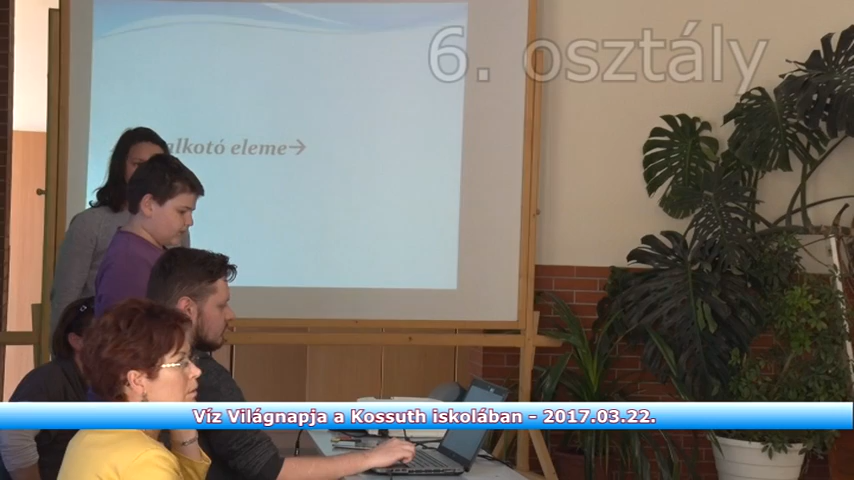 6. osztály
alkotó eleme→
Víz Világnapja a Kossuth iskolában - 2017.03.22.